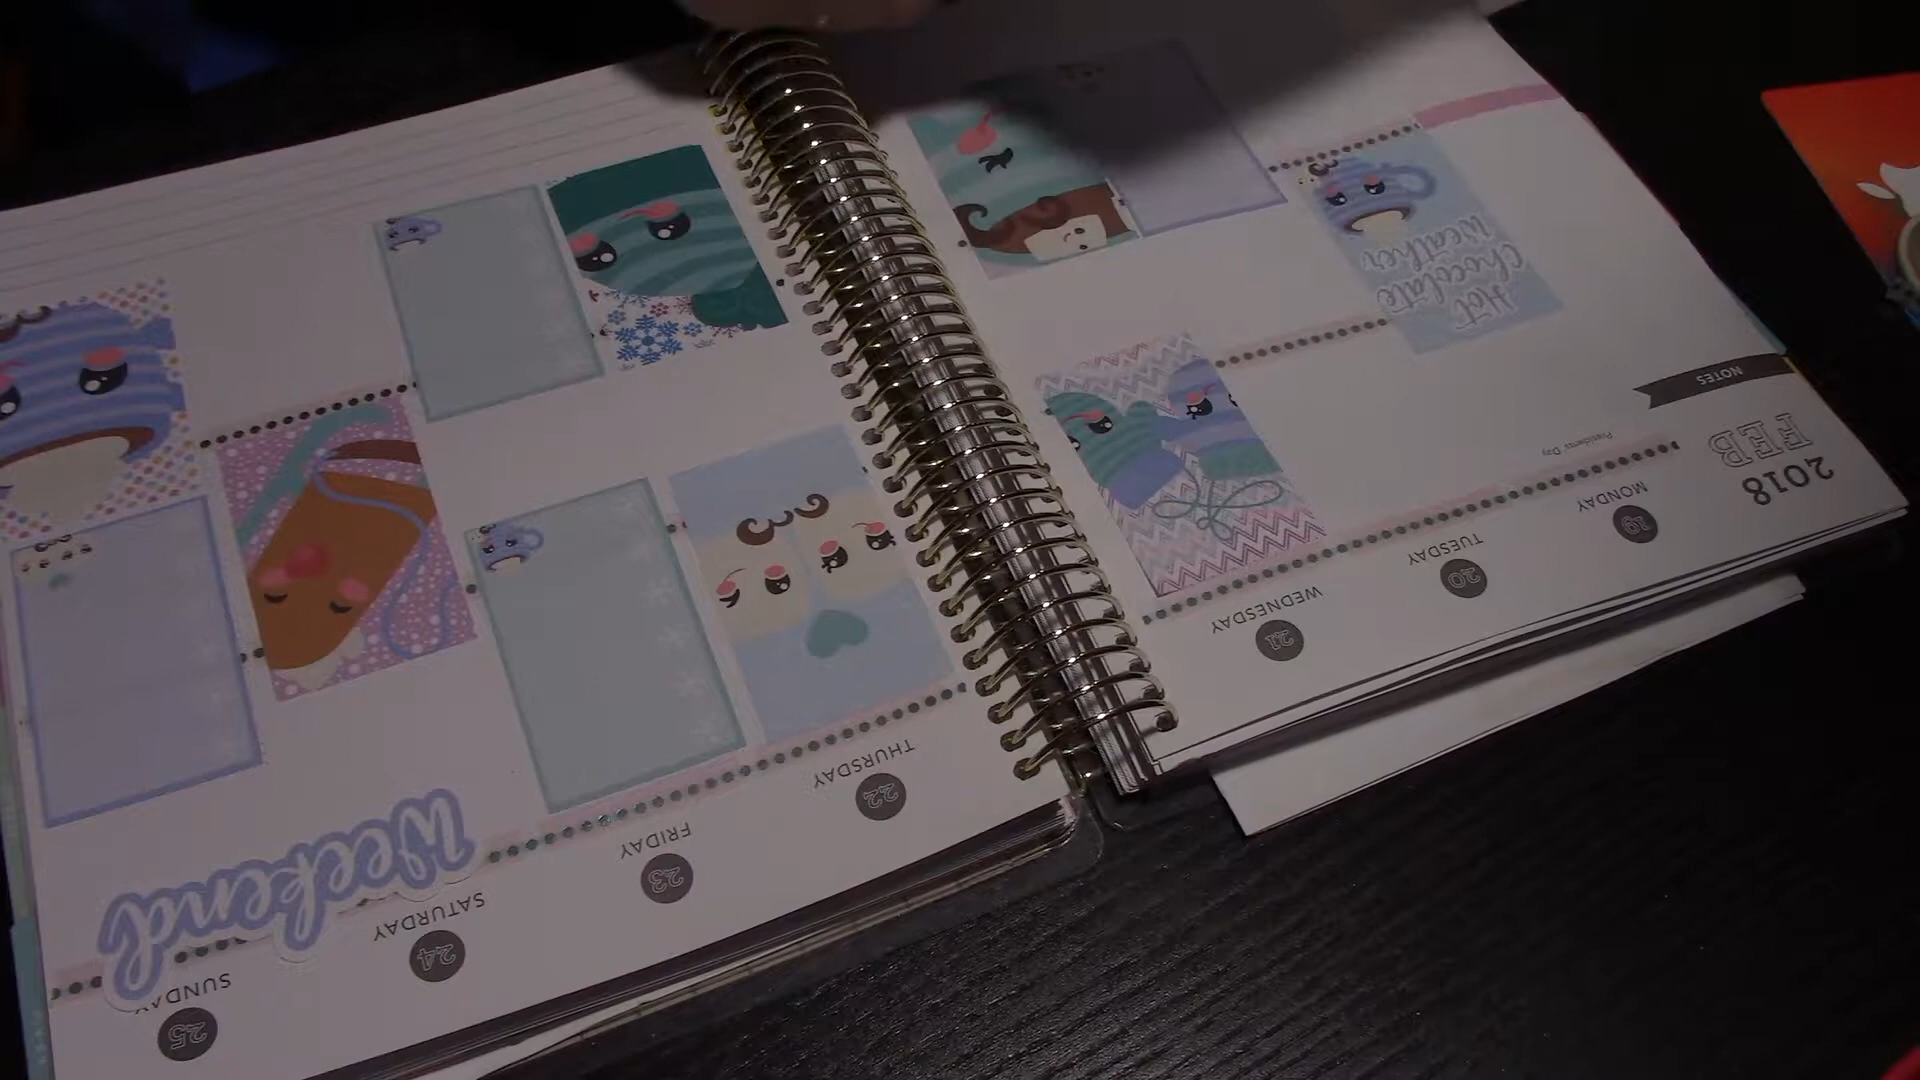 2018
FEB
NOTES
MONDAY
19
Presidents' Day
TUESDAY
20
WEDNESDAY
21
Hot
Chocolate
Weather
THURSDAY
22
FRIDAY
23
SATURDAY
24
SUNDAY
25
Weekend